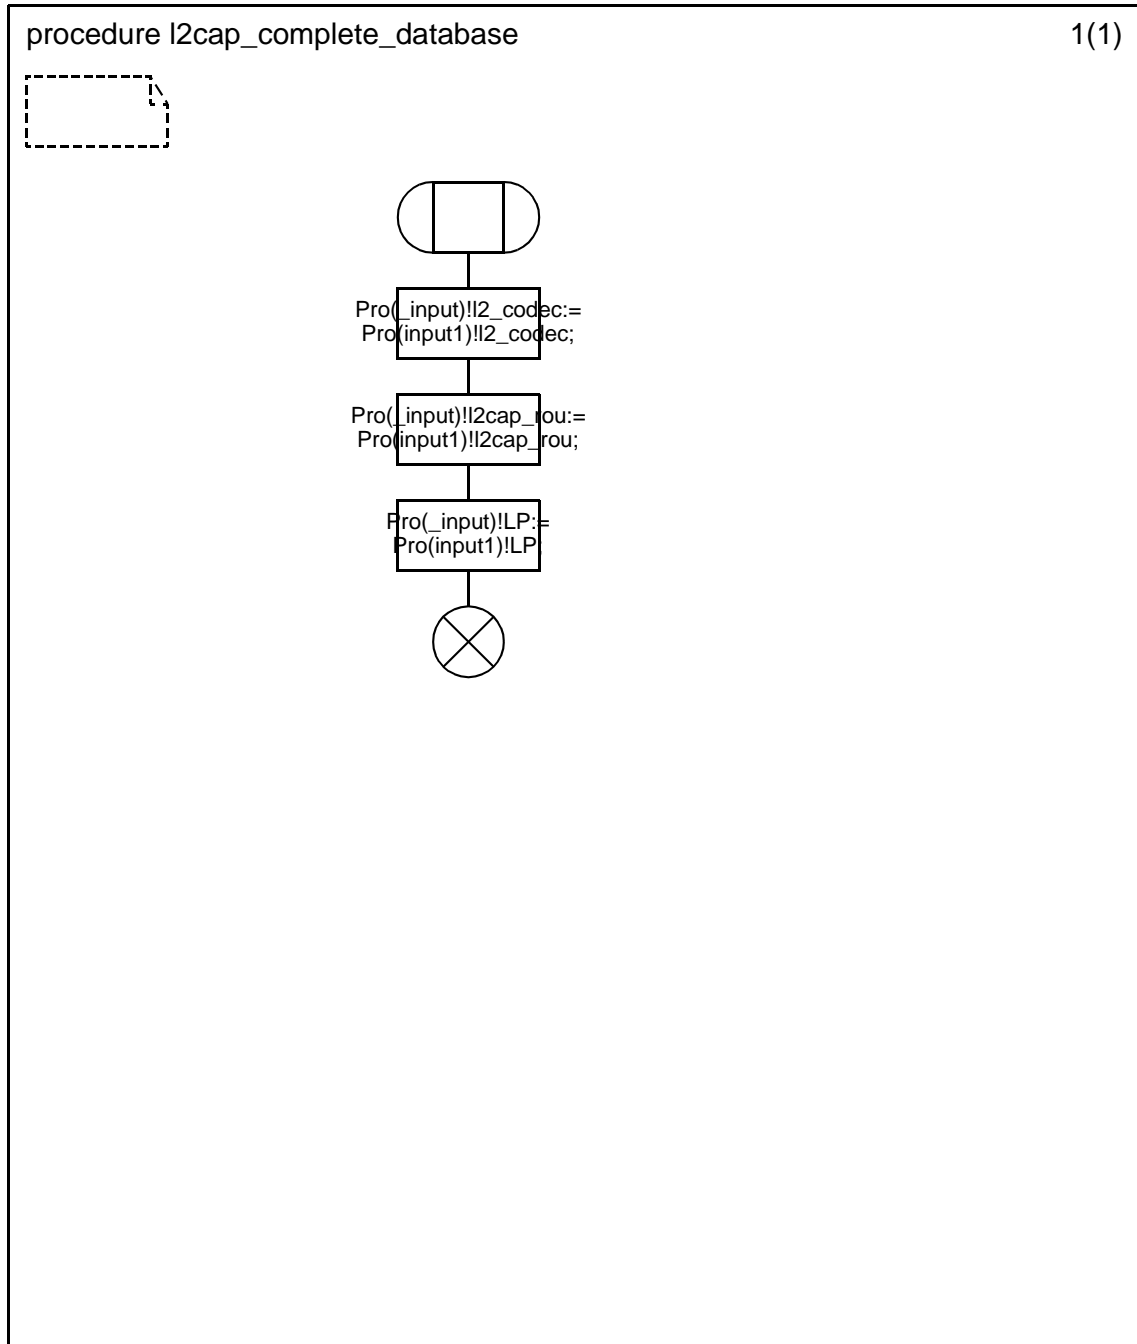 procedure l2cap_complete_database
1(1)
Pro(_input)!l2_codec:=
Pro(input1)!l2_codec;
Pro(_input)!l2cap_rou:=
Pro(input1)!l2cap_rou;
Pro(_input)!LP:=
Pro(input1)!LP;